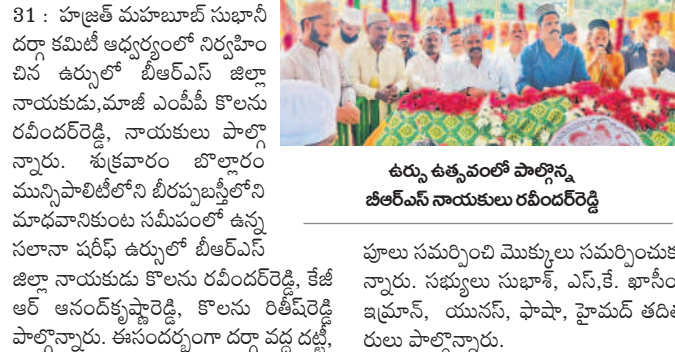 31 : హజ్రత్ మహబూబ్ సుభానీ
దర్గా కమిటీ ఆధ్వర్యంలో నిర్వహిం
చిన ఉర్సులో బీఆర్ఎస్ జిల్లా
నాయకుడు,మాజీ ఎంపీపీ కొలను
రవీందర్‌రెడ్డి, నాయకులు పాల్గొ
న్నారు. శుక్రవారం బొల్లారం
మున్సిపాలిటీలోని బీరప్పబస్తీలోని
మాధవానికుంట సమీపంలో ఉన్న
సలానా షరీఫ్ ఉర్సులో బీఆర్ఎస్
జిల్లా నాయకుడు కొలను రవీందర్‌రెడ్డి, కేజీ
ఆర్ ఆనంద్‌కృష్ణారెడ్డి, కొలను రితీష్‌రెడ్డి
పాల్గొన్నారు. ఈసందర్భంగా దర్గా వద్ద దట్టీ,
ఉర్సు ఉత్సవంలో పాల్గొన్న
బీఆర్ఎస్ నాయకులు రవీందర్‌రెడ్డి
పూలు సమర్పించి మొక్కులు సమర్పించుక
న్నారు. సభ్యులు సుభాశ్, ఎస్,కే. ఖాసీం
ఇమ్రాన్, యునస్, ఫాషా, హైమద్ తదిత
రులు పాల్గొన్నారు.